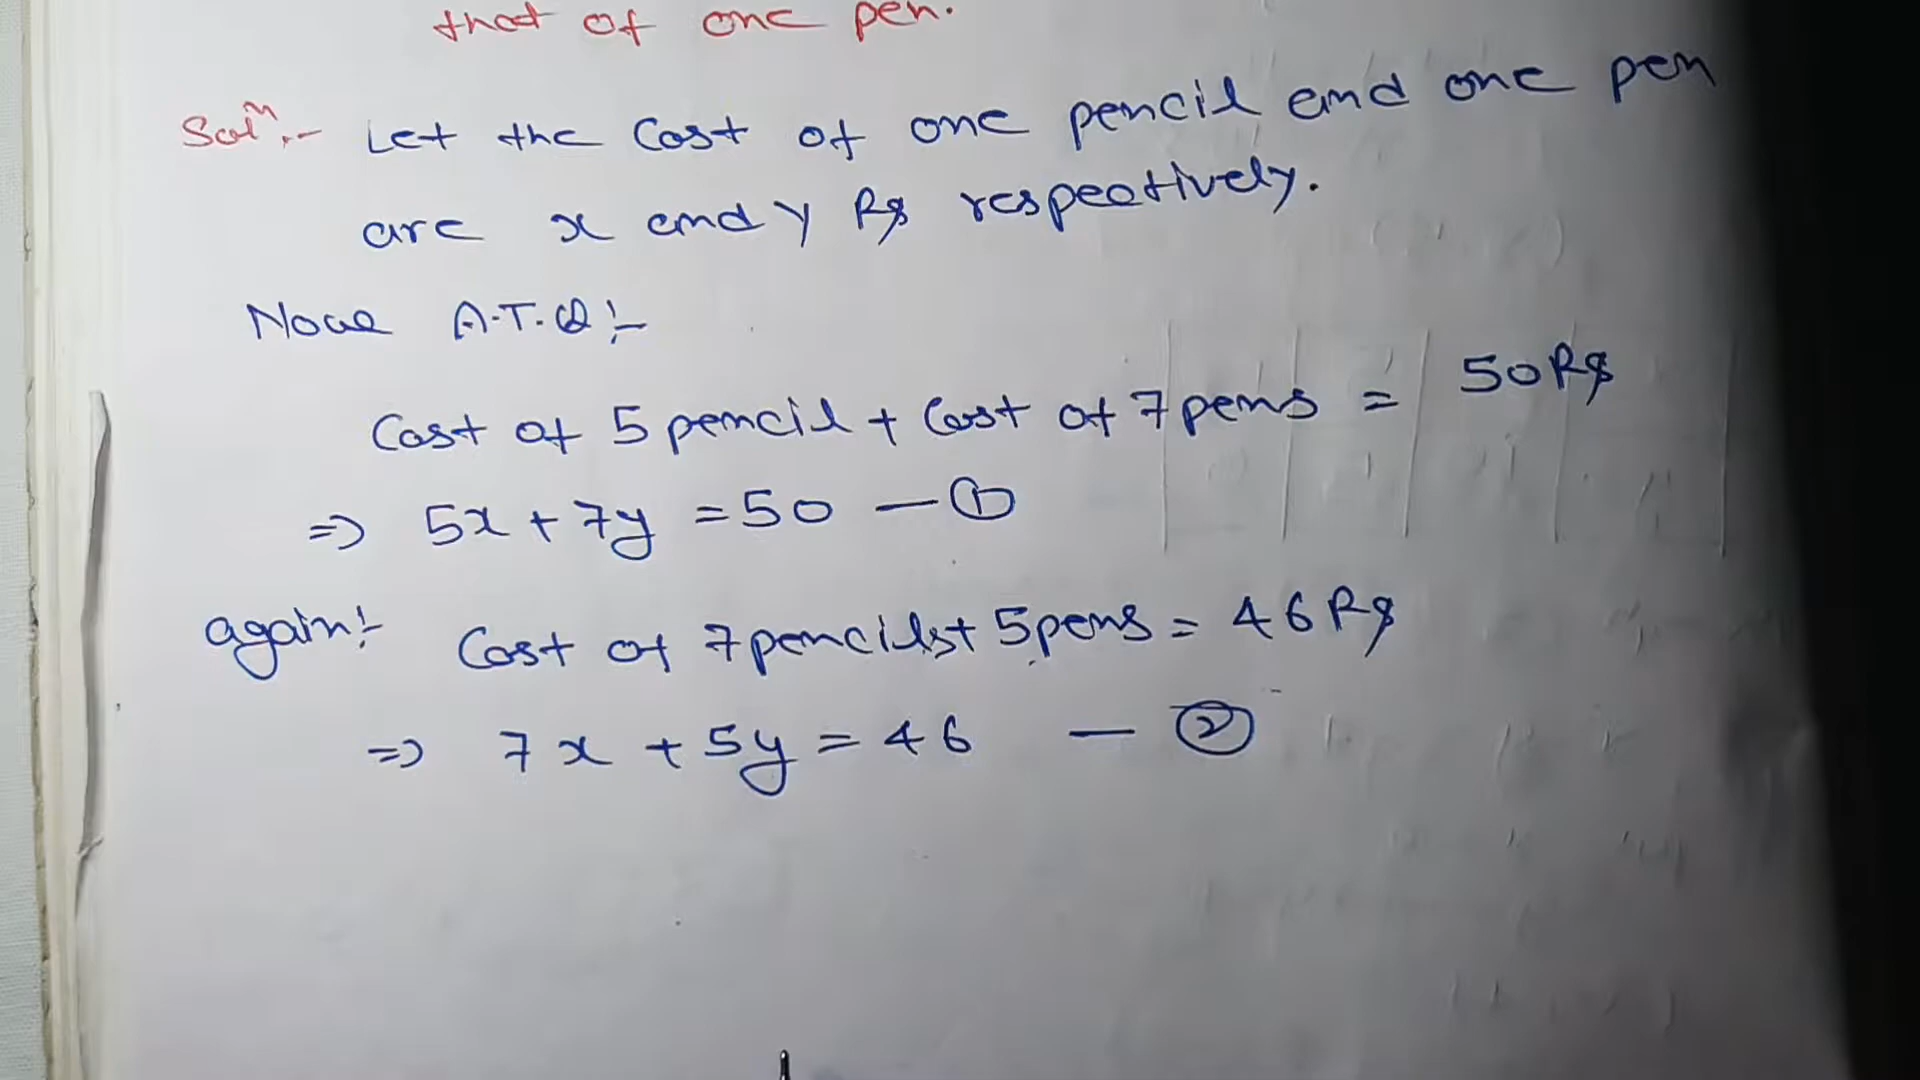 that of one pen.
Solⁿ:- Let the Cost of one pencil and one pen
are x and y Rs respectively.
Now A.T.Q:-
Cost of 5 pencil + Cost of 7 pens = 50 Rs
=> 5x + 7y = 50 — ①
again:- Cost of 7 pencils + 5 pens = 46 Rs
=> 7x + 5y = 46 — ②